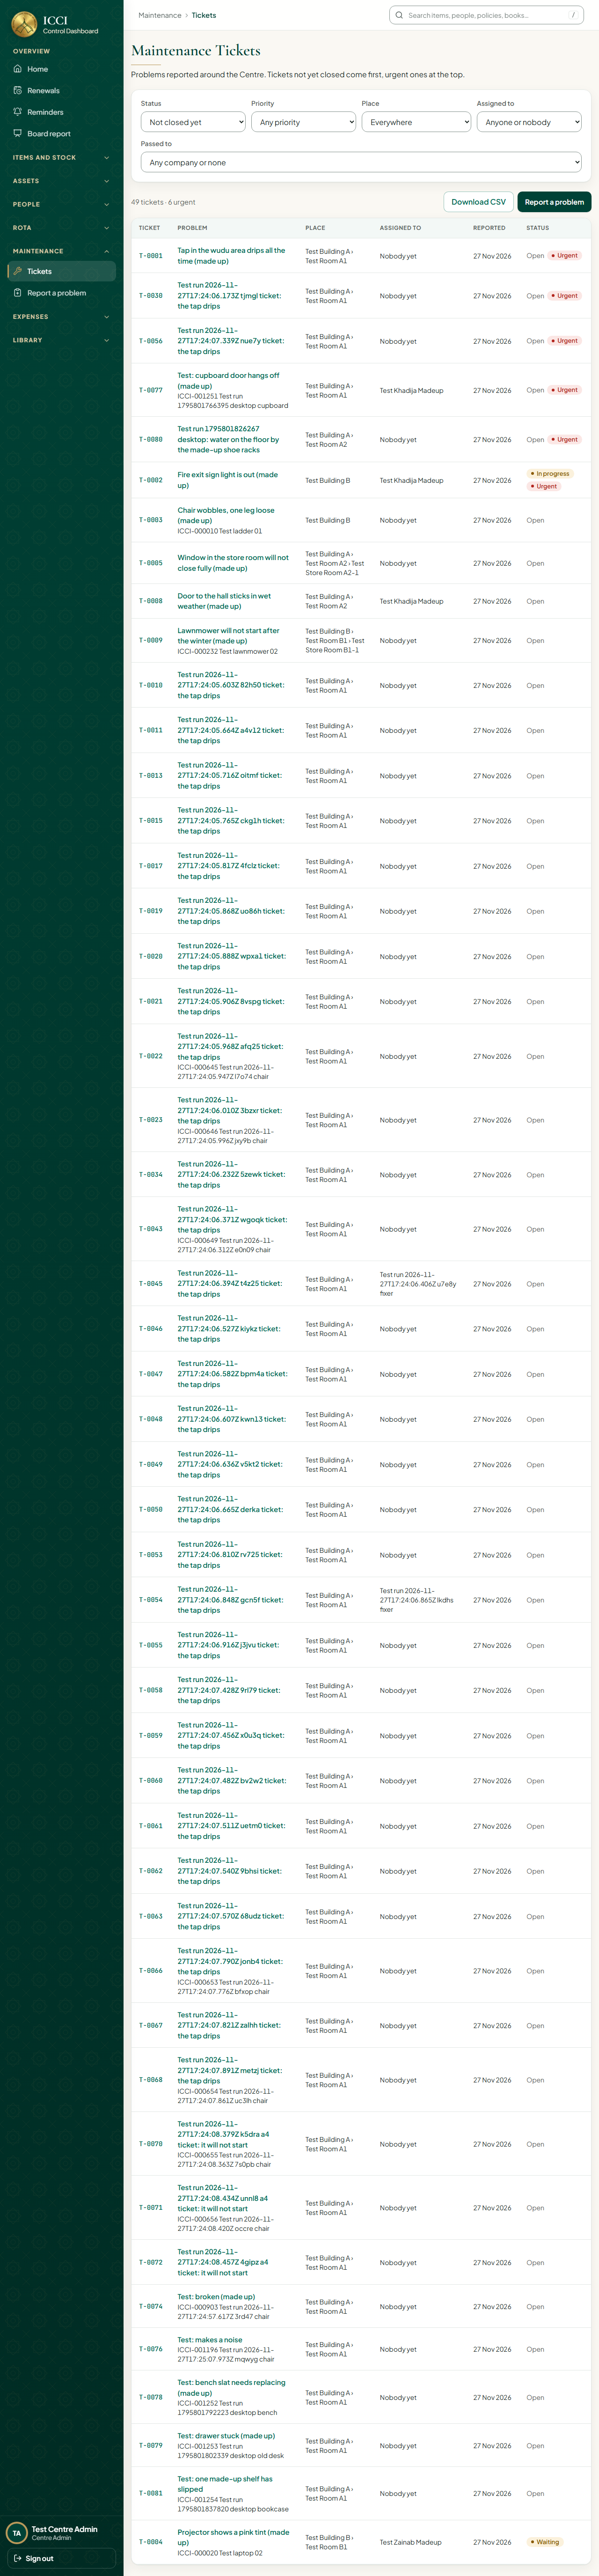 ICCI
Control Dashboard
OVERVIEW
Home
Renewals
Reminders
Board report
ITEMS AND STOCK
ASSETS
PEOPLE
ROTA
MAINTENANCE
Tickets
Report a problem
EXPENSES
LIBRARY
TA
Test Centre Admin
Centre Admin
Sign out
Maintenance › Tickets
Search items, people, policies, books... /
Maintenance Tickets
Problems reported around the Centre. Tickets not yet closed come first, urgent ones at the top.
Status
Not closed yet
Priority
Any priority
Place
Everywhere
Assigned to
Anyone or nobody
Passed to
Any company or none
49 tickets · 6 urgent
Download CSV
Report a problem
TICKET PROBLEM PLACE ASSIGNED TO REPORTED STATUS
T-0001 Tap in the wudu area drips all the time (made up) Test Building A › Test Room A1 Nobody yet 27 Nov 2026 Open Urgent
T-0030 Test run 2026-11-27T17:24:06.173Z tjmgl ticket: the tap drips Test Building A › Test Room A1 Nobody yet 27 Nov 2026 Open Urgent
T-0056 Test run 2026-11-27T17:24:07.339Z nue7y ticket: the tap drips Test Building A › Test Room A1 Nobody yet 27 Nov 2026 Open Urgent
T-0077 Test: cupboard door hangs off (made up) ICCI-001251 Test run 1795801766395 desktop cupboard Test Building A › Test Room A1 Test Khadija Madeup 27 Nov 2026 Open Urgent
T-0080 Test run 1795801826267 desktop: water on the floor by the made-up shoe racks Test Building A › Test Room A2 Nobody yet 27 Nov 2026 Open Urgent
T-0002 Fire exit sign light is out (made up) Test Building B Test Khadija Madeup 27 Nov 2026 In progress Urgent
T-0003 Chair wobbles, one leg loose (made up) ICCI-000010 Test ladder 01 Test Building B Nobody yet 27 Nov 2026 Open
T-0005 Window in the store room will not close fully (made up) Test Building A › Test Room A2 › Test Store Room A2-1 Nobody yet 27 Nov 2026 Open
T-0008 Door to the hall sticks in wet weather (made up) Test Building A › Test Room A2 Test Khadija Madeup 27 Nov 2026 Open
T-0009 Lawnmower will not start after the winter (made up) ICCI-000232 Test lawnmower 02 Test Building B › Test Room B1 › Test Store Room B1-1 Nobody yet 27 Nov 2026 Open
T-0010 Test run 2026-11-27T17:24:05.603Z 82h50 ticket: the tap drips Test Building A › Test Room A1 Nobody yet 27 Nov 2026 Open
T-0011 Test run 2026-11-27T17:24:05.664Z a4v12 ticket: the tap drips Test Building A › Test Room A1 Nobody yet 27 Nov 2026 Open
T-0013 Test run 2026-11-27T17:24:05.716Z oitmf ticket: the tap drips Test Building A › Test Room A1 Nobody yet 27 Nov 2026 Open
T-0015 Test run 2026-11-27T17:24:05.765Z ckg1h ticket: the tap drips Test Building A › Test Room A1 Nobody yet 27 Nov 2026 Open
T-0017 Test run 2026-11-27T17:24:05.817Z 4fclz ticket: the tap drips Test Building A › Test Room A1 Nobody yet 27 Nov 2026 Open
T-0019 Test run 2026-11-27T17:24:05.868Z uo86h ticket: the tap drips Test Building A › Test Room A1 Nobody yet 27 Nov 2026 Open
T-0020 Test run 2026-11-27T17:24:05.888Z wpxa1 ticket: the tap drips Test Building A › Test Room A1 Nobody yet 27 Nov 2026 Open
T-0021 Test run 2026-11-27T17:24:05.906Z 8vspg ticket: the tap drips Test Building A › Test Room A1 Nobody yet 27 Nov 2026 Open
T-0022 Test run 2026-11-27T17:24:05.968Z afq25 ticket: the tap drips ICCI-000645 Test run 2026-11-27T17:24:05.947Z l7o74 chair Test Building A › Test Room A1 Nobody yet 27 Nov 2026 Open
T-0023 Test run 2026-11-27T17:24:06.010Z 3bzxr ticket: the tap drips ICCI-000646 Test run 2026-11-27T17:24:05.996Z jxy9b chair Test Building A › Test Room A1 Nobody yet 27 Nov 2026 Open
T-0034 Test run 2026-11-27T17:24:06.232Z 5zewk ticket: the tap drips Test Building A › Test Room A1 Nobody yet 27 Nov 2026 Open
T-0043 Test run 2026-11-27T17:24:06.371Z wgoqk ticket: the tap drips ICCI-000649 Test run 2026-11-27T17:24:06.312Z e0n09 chair Test Building A › Test Room A1 Nobody yet 27 Nov 2026 Open
T-0045 Test run 2026-11-27T17:24:06.394Z t4z25 ticket: the tap drips Test Building A › Test Room A1 Test run 2026-11-27T17:24:06.406Z u7e8y fixer 27 Nov 2026 Open
T-0046 Test run 2026-11-27T17:24:06.527Z kiykz ticket: the tap drips Test Building A › Test Room A1 Nobody yet 27 Nov 2026 Open
T-0047 Test run 2026-11-27T17:24:06.582Z bpm4a ticket: the tap drips Test Building A › Test Room A1 Nobody yet 27 Nov 2026 Open
T-0048 Test run 2026-11-27T17:24:06.607Z kwn13 ticket: the tap drips Test Building A › Test Room A1 Nobody yet 27 Nov 2026 Open
T-0049 Test run 2026-11-27T17:24:06.636Z v5kt2 ticket: the tap drips Test Building A › Test Room A1 Nobody yet 27 Nov 2026 Open
T-0050 Test run 2026-11-27T17:24:06.665Z derka ticket: the tap drips Test Building A › Test Room A1 Nobody yet 27 Nov 2026 Open
T-0053 Test run 2026-11-27T17:24:06.810Z rv725 ticket: the tap drips Test Building A › Test Room A1 Nobody yet 27 Nov 2026 Open
T-0054 Test run 2026-11-27T17:24:06.848Z gcn5f ticket: the tap drips Test Building A › Test Room A1 Test run 2026-11-27T17:24:06.865Z lkdhs fixer 27 Nov 2026 Open
T-0055 Test run 2026-11-27T17:24:06.916Z j3jvu ticket: the tap drips Test Building A › Test Room A1 Nobody yet 27 Nov 2026 Open
T-0058 Test run 2026-11-27T17:24:07.428Z 9rl79 ticket: the tap drips Test Building A › Test Room A1 Nobody yet 27 Nov 2026 Open
T-0059 Test run 2026-11-27T17:24:07.456Z x0u3q ticket: the tap drips Test Building A › Test Room A1 Nobody yet 27 Nov 2026 Open
T-0060 Test run 2026-11-27T17:24:07.482Z bv2w2 ticket: the tap drips Test Building A › Test Room A1 Nobody yet 27 Nov 2026 Open
T-0061 Test run 2026-11-27T17:24:07.511Z uetm0 ticket: the tap drips Test Building A › Test Room A1 Nobody yet 27 Nov 2026 Open
T-0062 Test run 2026-11-27T17:24:07.540Z 9bhsi ticket: the tap drips Test Building A › Test Room A1 Nobody yet 27 Nov 2026 Open
T-0063 Test run 2026-11-27T17:24:07.570Z 68udz ticket: the tap drips Test Building A › Test Room A1 Nobody yet 27 Nov 2026 Open
T-0066 Test run 2026-11-27T17:24:07.790Z jonb4 ticket: the tap drips ICCI-000653 Test run 2026-11-27T17:24:07.776Z bfxop chair Test Building A › Test Room A1 Nobody yet 27 Nov 2026 Open
T-0067 Test run 2026-11-27T17:24:07.821Z zalhh ticket: the tap drips Test Building A › Test Room A1 Nobody yet 27 Nov 2026 Open
T-0068 Test run 2026-11-27T17:24:07.891Z metzj ticket: the tap drips ICCI-000654 Test run 2026-11-27T17:24:07.861Z uc3lh chair Test Building A › Test Room A1 Nobody yet 27 Nov 2026 Open
T-0070 Test run 2026-11-27T17:24:08.379Z k5dra a4 ticket: it will not start ICCI-000655 Test run 2026-11-27T17:24:08.363Z 7s0pb chair Test Building A › Test Room A1 Nobody yet 27 Nov 2026 Open
T-0071 Test run 2026-11-27T17:24:08.434Z unnl8 a4 ticket: it will not start ICCI-000656 Test run 2026-11-27T17:24:08.420Z occre chair Test Building A › Test Room A1 Nobody yet 27 Nov 2026 Open
T-0072 Test run 2026-11-27T17:24:08.457Z 4gipz a4 ticket: it will not start Test Building A › Test Room A1 Nobody yet 27 Nov 2026 Open
T-0074 Test: broken (made up) ICCI-000903 Test run 2026-11-27T17:24:57.617Z 3rd47 chair Test Building A › Test Room A1 Nobody yet 27 Nov 2026 Open
T-0076 Test: makes a noise ICCI-001196 Test run 2026-11-27T17:25:07.973Z mqwyg chair Test Building A › Test Room A1 Nobody yet 27 Nov 2026 Open
T-0078 Test: bench slat needs replacing (made up) ICCI-001252 Test run 1795801792223 desktop bench Test Building A › Test Room A1 Nobody yet 27 Nov 2026 Open
T-0079 Test: drawer stuck (made up) ICCI-001253 Test run 1795801802339 desktop old desk Test Building A › Test Room A1 Nobody yet 27 Nov 2026 Open
T-0081 Test: one made-up shelf has slipped ICCI-001254 Test run 1795801837820 desktop bookcase Test Building A › Test Room A1 Nobody yet 27 Nov 2026 Open
T-0004 Projector shows a pink tint (made up) ICCI-000020 Test laptop 02 Test Building B › Test Room B1 Test Zainab Madeup 27 Nov 2026 Waiting